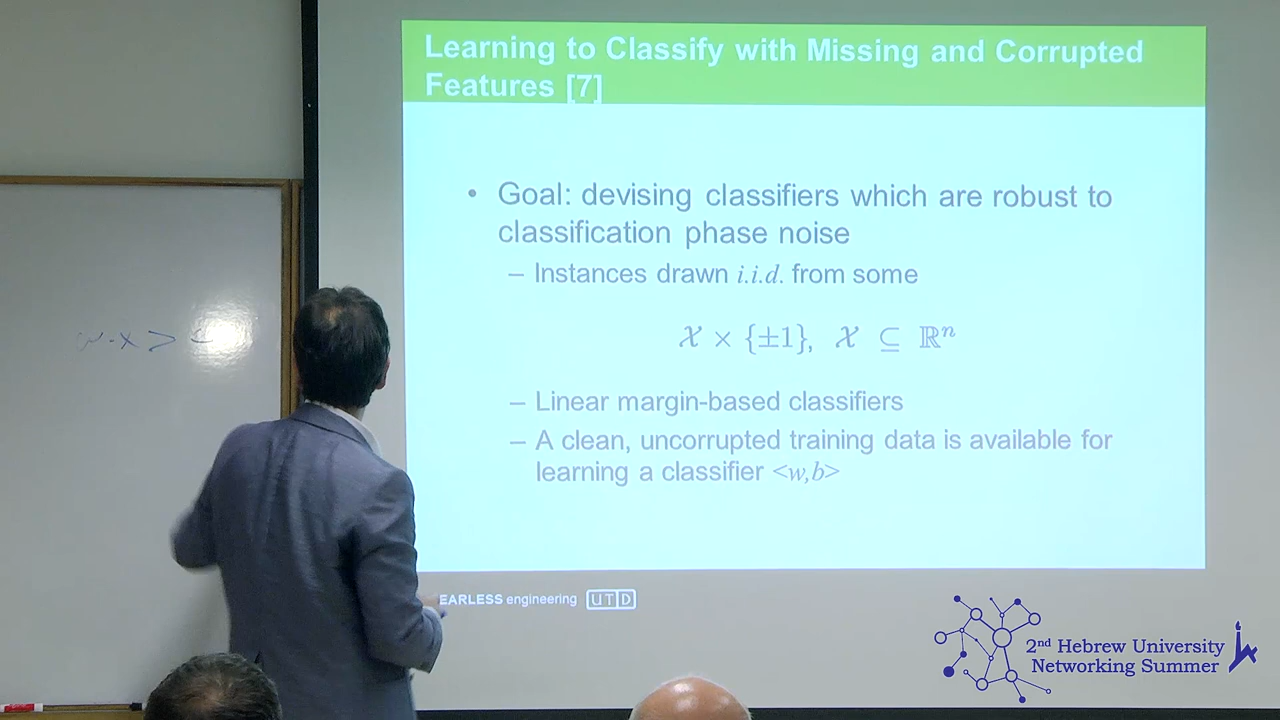 Learning to Classify with Missing and Corrupted
Features [7]
• Goal: devising classifiers which are robust to
classification phase noise
– Instances drawn i.i.d. from some
𝒳 × {±1}, 𝒳 ⊆ ℝⁿ
– Linear margin-based classifiers
– A clean, uncorrupted training data is available for
learning a classifier <w,b>
EARLESS engineering UTD
2nd Hebrew University
Networking Summer